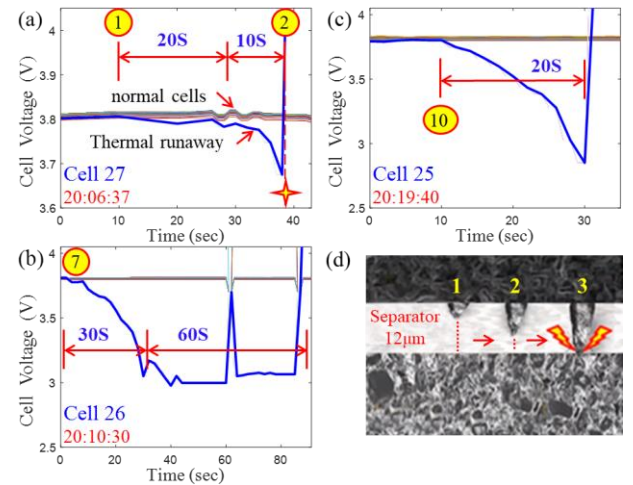 (a)
1
2
4
3.9
3.8
3.7
3.6
Cell Voltage (V)
20S
10S
normal cells
Thermal runaway
Cell 27
20:06:37
0
10
20
30
40
Time (sec)
(b)
7
4
3.5
3
2.5
Cell Voltage (V)
30S
60S
Cell 26
20:10:30
0
20
40
60
80
Time (sec)
(c)
4
3.5
3
2.5
Cell Voltage (V)
20S
10
Cell 25
20:19:40
0
10
20
30
Time (sec)
(d)
1 2 3
Separator
12μm